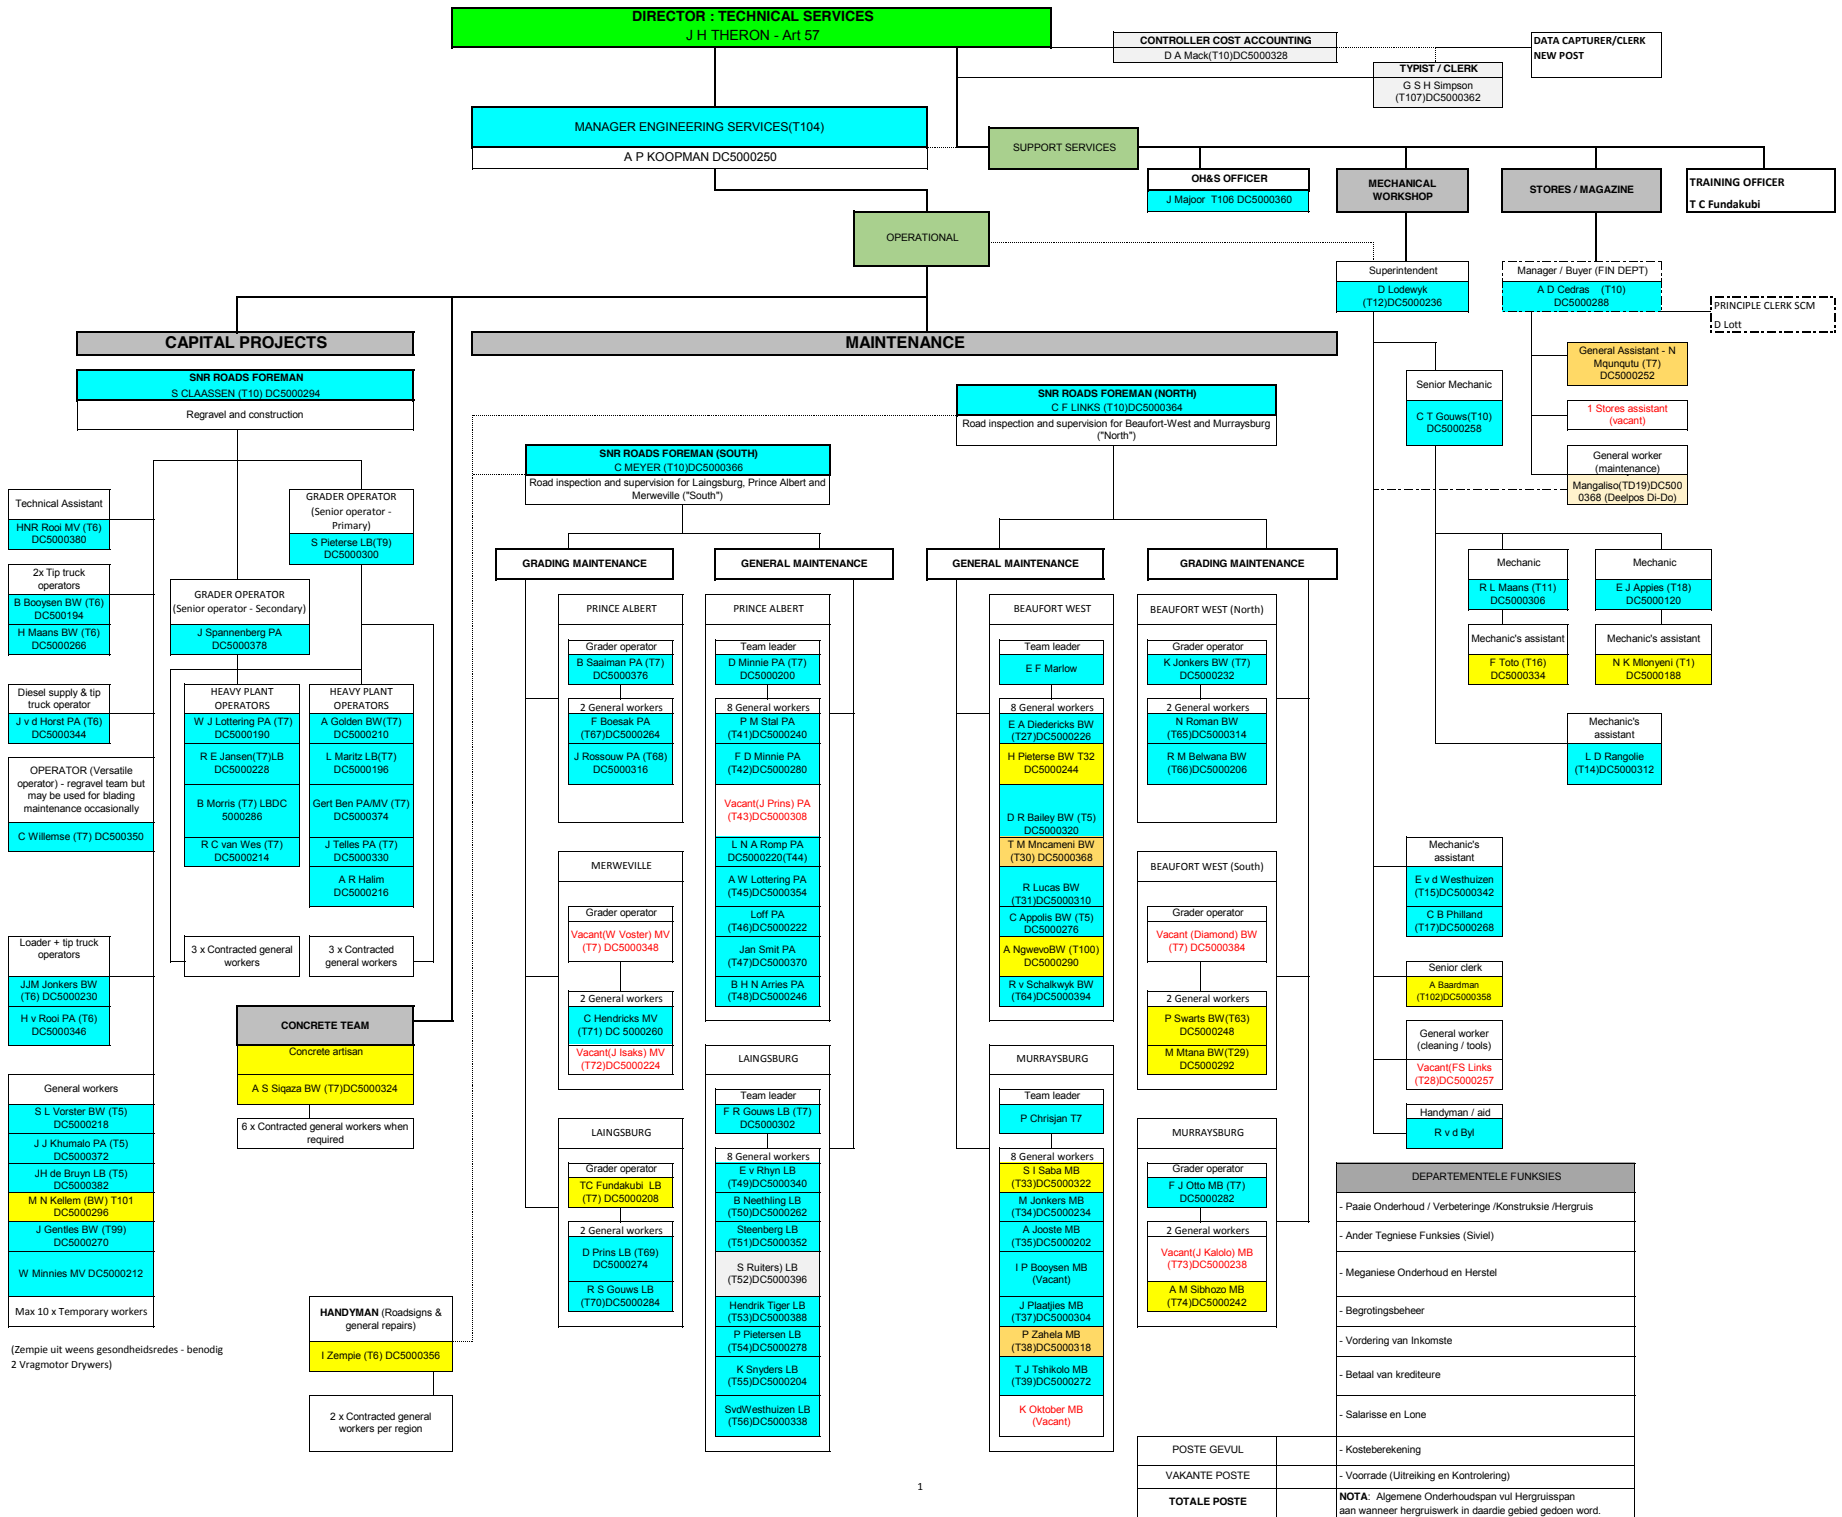 DIRECTOR : TECHNICAL SERVICES
J H THERON - Art 57
CONTROLLER COST ACCOUNTING
D A Mack(T10)DC5000328
DATA CAPTURER/CLERK
NEW POST
TYPIST / CLERK
G S H Simpson
(T107)DC5000362
MANAGER ENGINEERING SERVICES(T104)
A P KOOPMAN DC5000250
SUPPORT SERVICES
OH&S OFFICER
J Majoor  T106 DC5000360
MECHANICAL
WORKSHOP
STORES / MAGAZINE
TRAINING OFFICER
T C Fundakubi
OPERATIONAL
Superintendent
D Lodewyk
(T12)DC5000236
Manager / Buyer (FIN DEPT)
A D Cedras    (T10)
DC5000288
PRINCIPLE CLERK SCM
D Lott
General Assistant - N
Mqunqutu (T7)
DC5000252
1 Stores assistant
(vacant)
General worker
(maintenance)
Mangaliso(TD19)DC500
0368 (Deelpos Di-Do)
Senior Mechanic
C T Gouws(T10)
DC5000258
Mechanic
R L Maans (T11)
DC5000306
Mechanic's assistant
F Toto (T16)
DC5000334
Mechanic
E J Appies (T18)
DC5000120
Mechanic's assistant
N K Mlonyeni (T1)
DC5000188
Mechanic's
assistant
L D Rangolie
(T14)DC5000312
Mechanic's
assistant
E v d Westhuizen
(T15)DC5000342
C B Philland
(T17)DC5000268
Senior clerk
A Baardman
(T102)DC5000358
General worker
(cleaning / tools)
Vacant(FS Links
(T28)DC5000257
Handyman / aid
R v d Byl
CAPITAL PROJECTS
SNR ROADS FOREMAN
S CLAASSEN (T10) DC5000294
Regravel and construction
Technical Assistant
HNR Rooi MV (T6)
DC5000380
2x Tip truck
operators
B Booysen BW (T6)
DC500194
H Maans BW (T6)
DC5000266
Diesel supply & tip
truck operator
J v d Horst PA (T6)
DC5000344
OPERATOR (Versatile
operator) - regravel team but
may be used for blading
maintenance occasionally
C Willemse (T7) DC500350
Loader + tip truck
operators
JJM Jonkers BW
(T6) DC5000230
H v Rooi PA (T6)
DC5000346
General workers
S L Vorster BW (T5)
DC5000218
J J Khumalo PA (T5)
DC5000372
JH de Bruyn LB (T5)
DC5000382
M N Kellem (BW) T101
DC5000296
J Gentles BW (T99)
DC5000270
W Minnies MV DC5000212
Max 10 x Temporary workers
(Zempie uit weens gesondheidsredes - benodig
2 Vragmotor Drywers)
GRADER OPERATOR
(Senior operator -
Primary)
S Pieterse LB(T9)
DC5000300
GRADER OPERATOR
(Senior operator - Secondary)
J Spannenberg PA
DC5000378
HEAVY PLANT
OPERATORS
W J Lottering PA (T7)
DC5000190
R E Jansen(T7)LB
DC5000228
B Morris (T7) LBDC
5000286
R C van Wes (T7)
DC5000214
3 x Contracted general
workers
HEAVY PLANT
OPERATORS
A Golden BW(T7)
DC5000210
L Maritz LB(T7)
DC5000196
Gert Ben PA/MV (T7)
DC5000374
J Telles PA (T7)
DC5000330
A R Halim
DC5000216
3 x Contracted
general workers
CONCRETE TEAM
Concrete artisan
A S Siqaza BW (T7)DC5000324
6 x Contracted general workers when
required
HANDYMAN (Roadsigns &
general repairs)
I Zempie (T6) DC5000356
2 x Contracted general
workers per region
MAINTENANCE
SNR ROADS FOREMAN (SOUTH)
C MEYER (T10)DC5000366
Road inspection and supervision for Laingsburg, Prince Albert and
Merweville ("South")
SNR ROADS FOREMAN (NORTH)
C F LINKS (T10)DC5000364
Road inspection and supervision for Beaufort-West and Murraysburg
("North")
GRADING MAINTENANCE
PRINCE ALBERT
Grader operator
B Saaiman PA (T7)
DC5000376
2 General workers
F Boesak PA
(T67)DC5000264
J Rossouw PA (T68)
DC5000316
MERWEVILLE
Grader operator
Vacant(W Voster) MV
(T7) DC5000348
2 General workers
C Hendricks MV
(T71) DC 5000260
Vacant(J Isaks) MV
(T72)DC5000224
LAINGSBURG
Grader operator
TC Fundakubi  LB
(T7) DC5000208
2 General workers
D Prins LB (T69)
DC5000274
R S Gouws LB
(T70)DC5000284
GENERAL MAINTENANCE
PRINCE ALBERT
Team leader
D Minnie PA (T7)
DC5000200
8 General workers
P M Stal PA
(T41)DC5000240
F D Minnie PA
(T42)DC5000280
Vacant(J Prins) PA
(T43)DC5000308
L N A Romp PA
DC5000220(T44)
A W Lottering PA
(T45)DC5000354
Loff PA
(T46)DC5000222
Jan Smit PA
(T47)DC5000370
B H N Arries PA
(T48)DC5000246
LAINGSBURG
Team leader
F R Gouws LB (T7)
DC5000302
8 General workers
E v Rhyn LB
(T49)DC5000340
B Neethling LB
(T50)DC5000262
Steenberg LB
(T51)DC5000352
S Ruiters) LB
(T52)DC5000396
Hendrik Tiger LB
(T53)DC5000388
P Pietersen LB
(T54)DC5000278
K Snyders LB
(T55)DC5000204
SvdWesthuizen LB
(T56)DC5000338
GENERAL MAINTENANCE
BEAUFORT WEST
Team leader
E F Marlow
8 General workers
E A Diedericks BW
(T27)DC5000226
H Pieterse BW T32
DC5000244
D R Bailey BW (T5)
DC5000320
T M Mncameni BW
(T30) DC5000368
R Lucas BW
(T31)DC5000310
C Appolis BW (T5)
DC5000276
A NgwevoBW (T100)
DC5000290
R v Schalkwyk BW
(T64)DC5000394
MURRAYSBURG
Team leader
P Chrisjan T7
8 General workers
S I Saba MB
(T33)DC5000322
M Jonkers MB
(T34)DC5000234
A Jooste MB
(T35)DC5000202
I P Booysen MB
(Vacant)
J Plaatjies MB
(T37)DC5000304
P Zahela MB
(T38)DC5000318
T J Tshikolo MB
(T39)DC5000272
K Oktober MB
(Vacant)
GRADING MAINTENANCE
BEAUFORT WEST (North)
Grader operator
K Jonkers BW (T7)
DC5000232
2 General workers
N Roman BW
(T65)DC5000314
R M Belwana BW
(T66)DC5000206
BEAUFORT WEST (South)
Grader operator
Vacant (Diamond) BW
(T7) DC5000384
2 General workers
P Swarts BW(T63)
DC5000248
M Mtana BW(T29)
DC5000292
MURRAYSBURG
Grader operator
F J Otto MB (T7)
DC5000282
2 General workers
Vacant(J Kalolo) MB
(T73)DC5000238
A M Sibhozo MB
(T74)DC5000242
DEPARTEMENTELE FUNKSIES
- Paaie Onderhoud / Verbeteringe /Konstruksie /Hergruis
- Ander Tegniese Funksies (Siviel)
- Meganiese Onderhoud en Herstel
- Begrotingsbeheer
- Vordering van Inkomste
- Betaal van krediteure
- Salarisse en Lone
POSTE GEVUL
- Kosteberekening
VAKANTE POSTE
- Voorrade (Uitreiking en Kontrolering)
TOTALE POSTE
NOTA:  Algemene Onderhoudspan vul Hergruisspan
aan wanneer hergruiswerk in daardie gebied gedoen word.
1